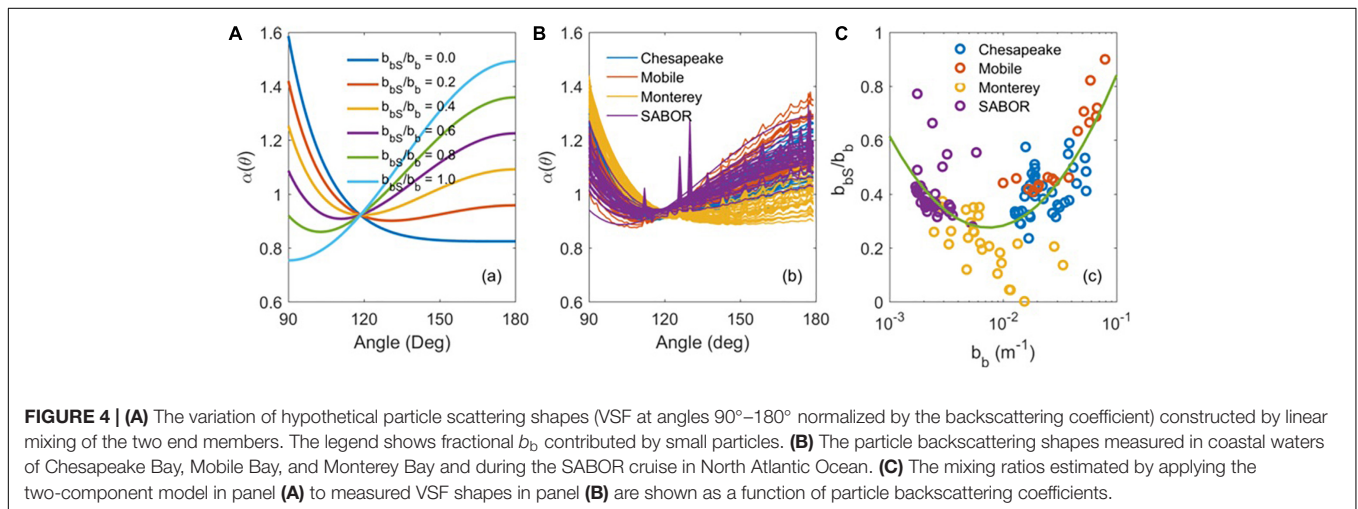 A
1.6
1.4
1.2
1
0.8
0.6
α(θ)
90
120
150
180
Angle (Deg)
b_bS/b_b = 0.0
b_bS/b_b = 0.2
b_bS/b_b = 0.4
b_bS/b_b = 0.6
b_bS/b_b = 0.8
b_bS/b_b = 1.0
(a)
B
1.6
1.4
1.2
1
0.8
0.6
α(θ)
90
120
150
180
Angle (deg)
Chesapeake
Mobile
Monterey
SABOR
(b)
C
1
0.8
0.6
0.4
0.2
0
b_bS/b_b
10^-3
10^-2
10^-1
b_b (m^-1)
Chesapeake
Mobile
Monterey
SABOR
(c)
FIGURE 4 | (A) The variation of hypothetical particle scattering shapes (VSF at angles 90°–180° normalized by the backscattering coefficient) constructed by linear
mixing of the two end members. The legend shows fractional b_b contributed by small particles. (B) The particle backscattering shapes measured in coastal waters
of Chesapeake Bay, Mobile Bay, and Monterey Bay and during the SABOR cruise in North Atlantic Ocean. (C) The mixing ratios estimated by applying the
two-component model in panel (A) to measured VSF shapes in panel (B) are shown as a function of particle backscattering coefficients.